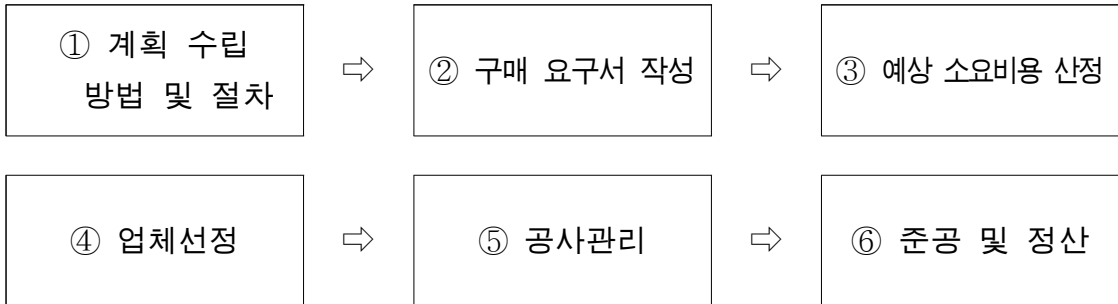 ① 계획 수립
방법 및 절차
⇨
② 구매 요구서 작성
⇨
③ 예상 소요비용 산정
④ 업체선정
⇨
⑤ 공사관리
⇨
⑥ 준공 및 정산